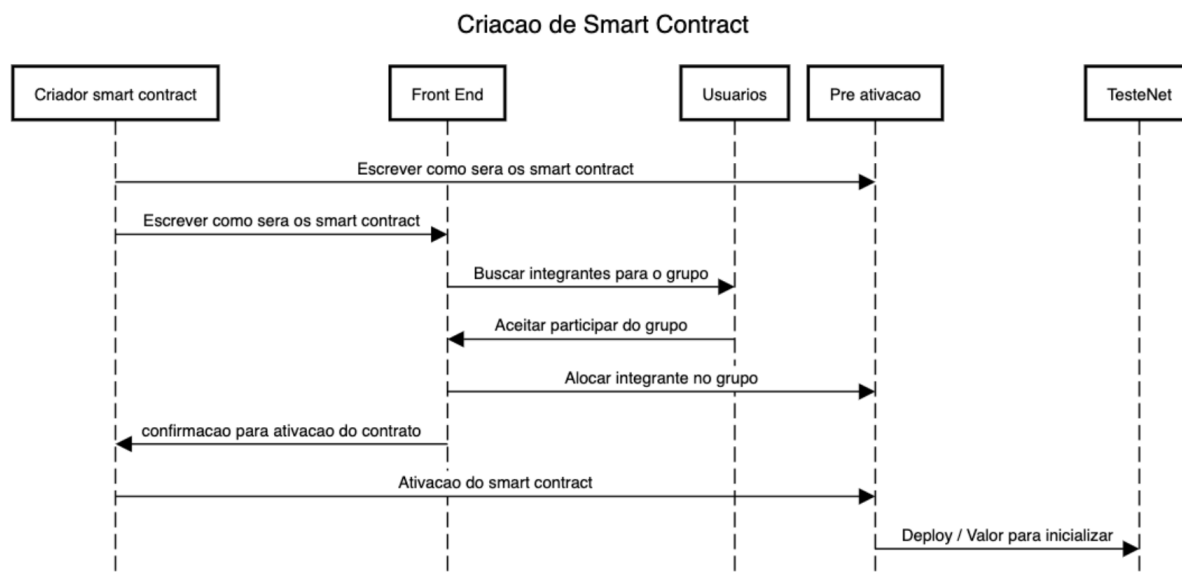 Criacao de Smart Contract
Criador smart contract
Front End
Usuarios
Pre ativacao
TesteNet
Escrever como sera os smart contract
Escrever como sera os smart contract
Buscar integrantes para o grupo
Aceitar participar do grupo
Alocar integrante no grupo
confirmacao para ativacao do contrato
Ativacao do smart contract
Deploy / Valor para inicializar